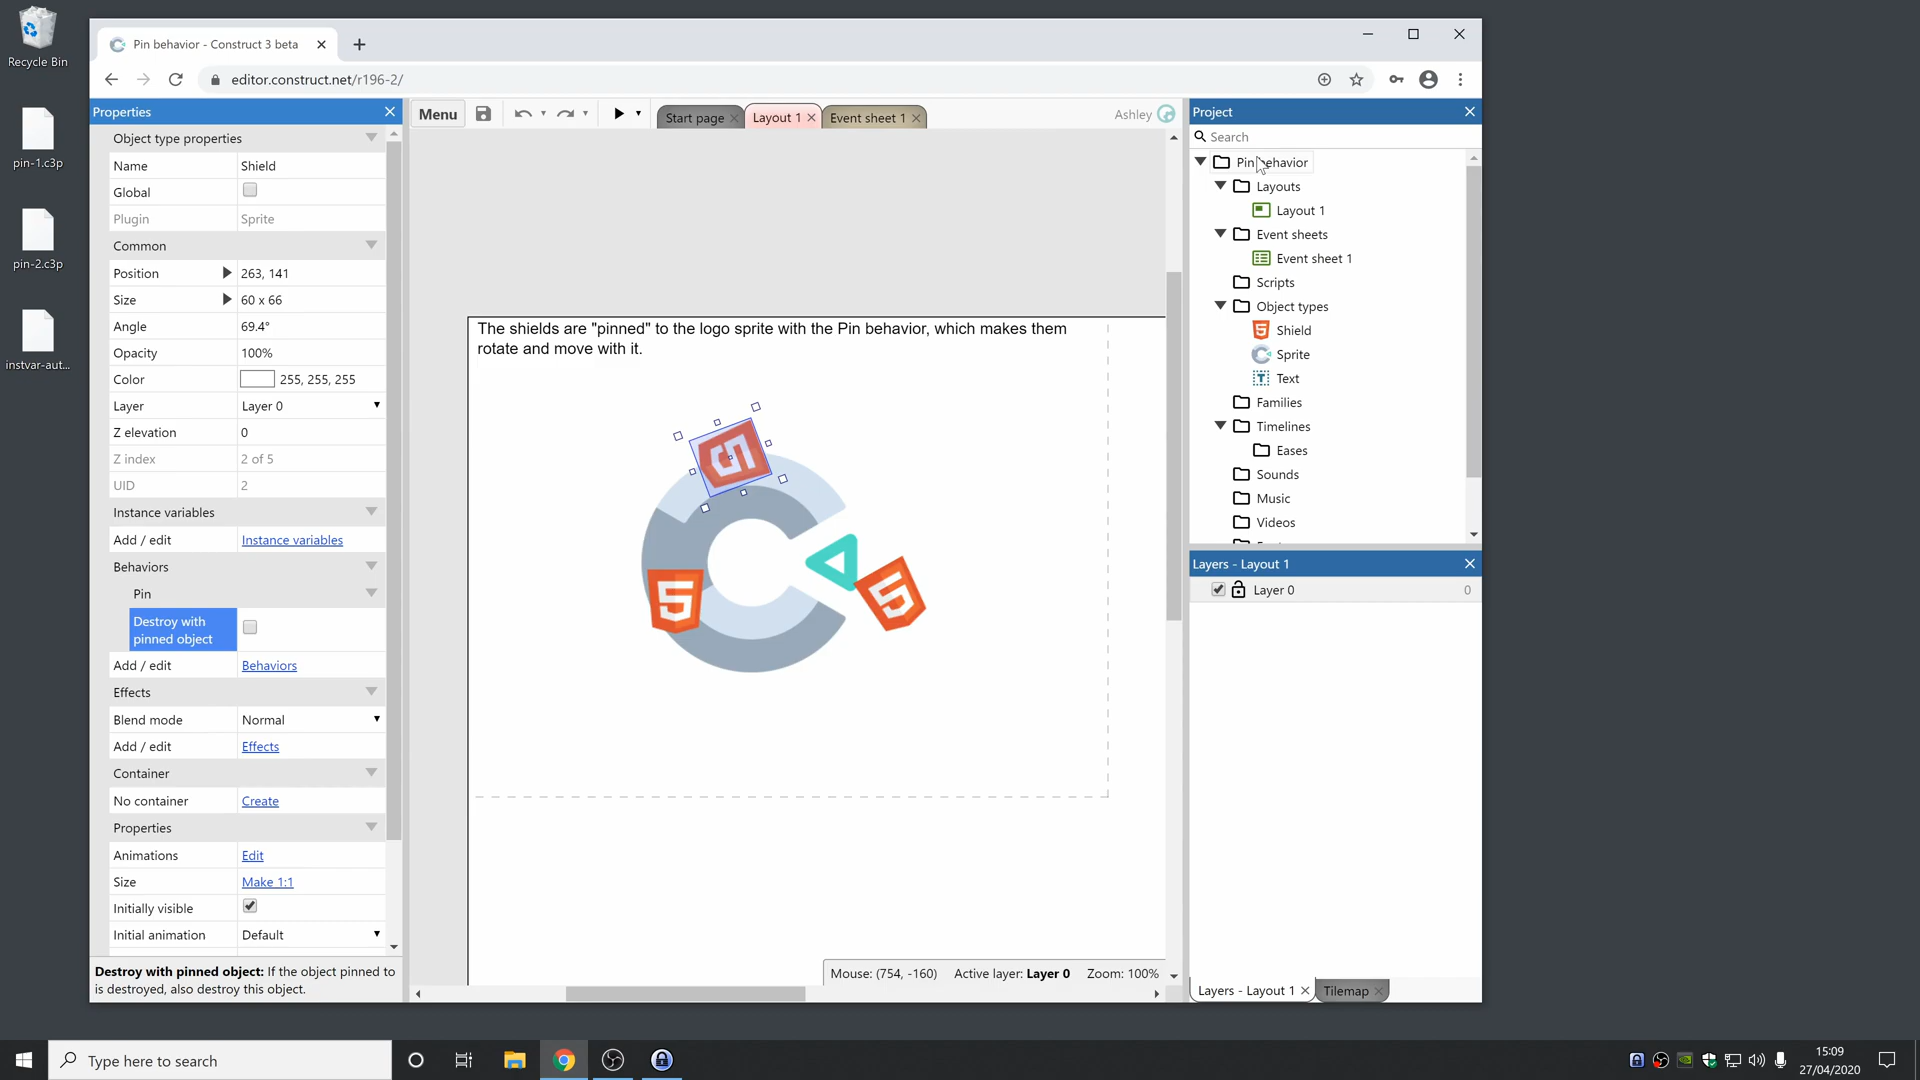 Recycle Bin
pin-1.c3p
pin-2.c3p
instvar-aut...
Pin behavior - Construct 3 beta
editor.construct.net/r196-2/
Properties
Object type properties
Name Shield
Global
Plugin Sprite
Common
Position 263, 141
Size 60 x 66
Angle 69.4°
Opacity 100%
Color 255, 255, 255
Layer Layer 0
Z elevation 0
Z index 2 of 5
UID 2
Instance variables
Add / edit Instance variables
Behaviors
Pin
Destroy with
pinned object
Add / edit Behaviors
Effects
Blend mode Normal
Add / edit Effects
Container
No container Create
Properties
Animations Edit
Size Make 1:1
Initially visible
Initial animation Default
Destroy with pinned object: If the object pinned to
is destroyed, also destroy this object.
Menu
Start page
Layout 1
Event sheet 1
Ashley
The shields are "pinned" to the logo sprite with the Pin behavior, which makes them
rotate and move with it.
5
5
5
Mouse: (754, -160) Active layer: Layer 0 Zoom: 100%
Project
Search
Pin behavior
Layouts
Layout 1
Event sheets
Event sheet 1
Scripts
Object types
Shield
Sprite
T Text
Families
Timelines
Eases
Sounds
Music
Videos
Layers - Layout 1
Layer 0 0
Layers - Layout 1
Tilemap
Type here to search
15:09
27/04/2020